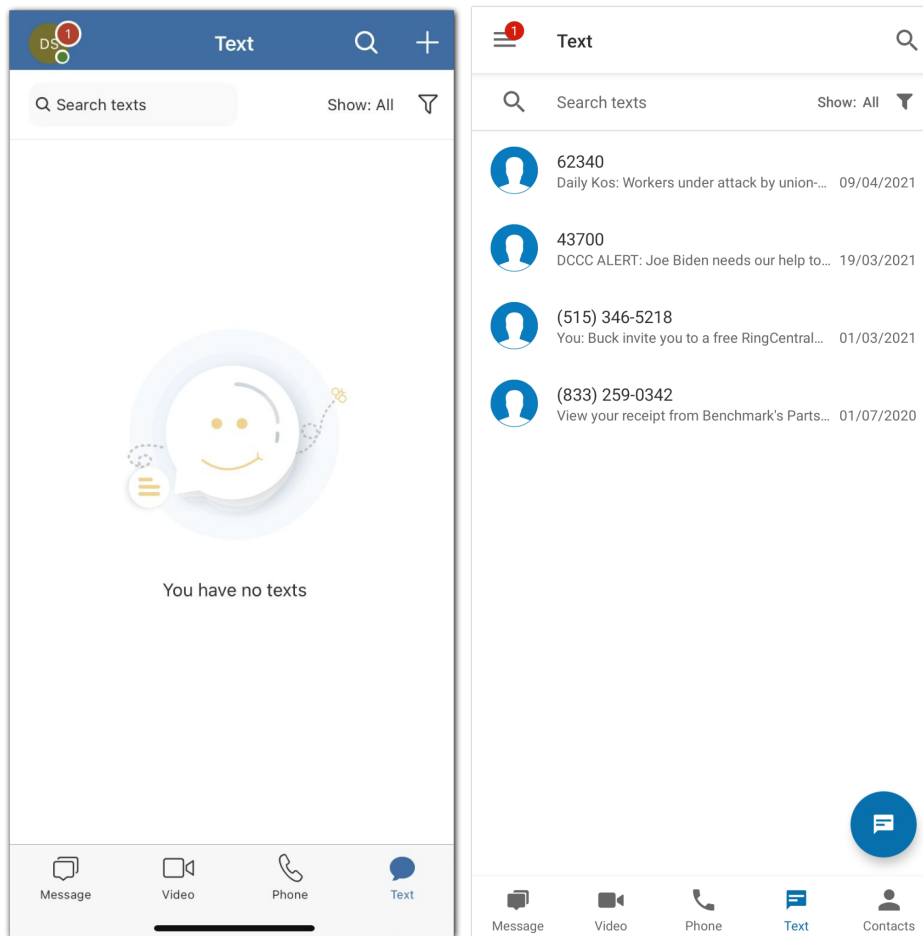 DS 1
Text
Search texts
Show: All
You have no texts
Message
Video
Phone
Text
1
Text
Search texts
Show: All
62340
Daily Kos: Workers under attack by union-... 09/04/2021
43700
DCCC ALERT: Joe Biden needs our help to... 19/03/2021
(515) 346-5218
You: Buck invite you to a free RingCentral... 01/03/2021
(833) 259-0342
View your receipt from Benchmark's Parts... 01/07/2020
Message
Video
Phone
Text
Contacts